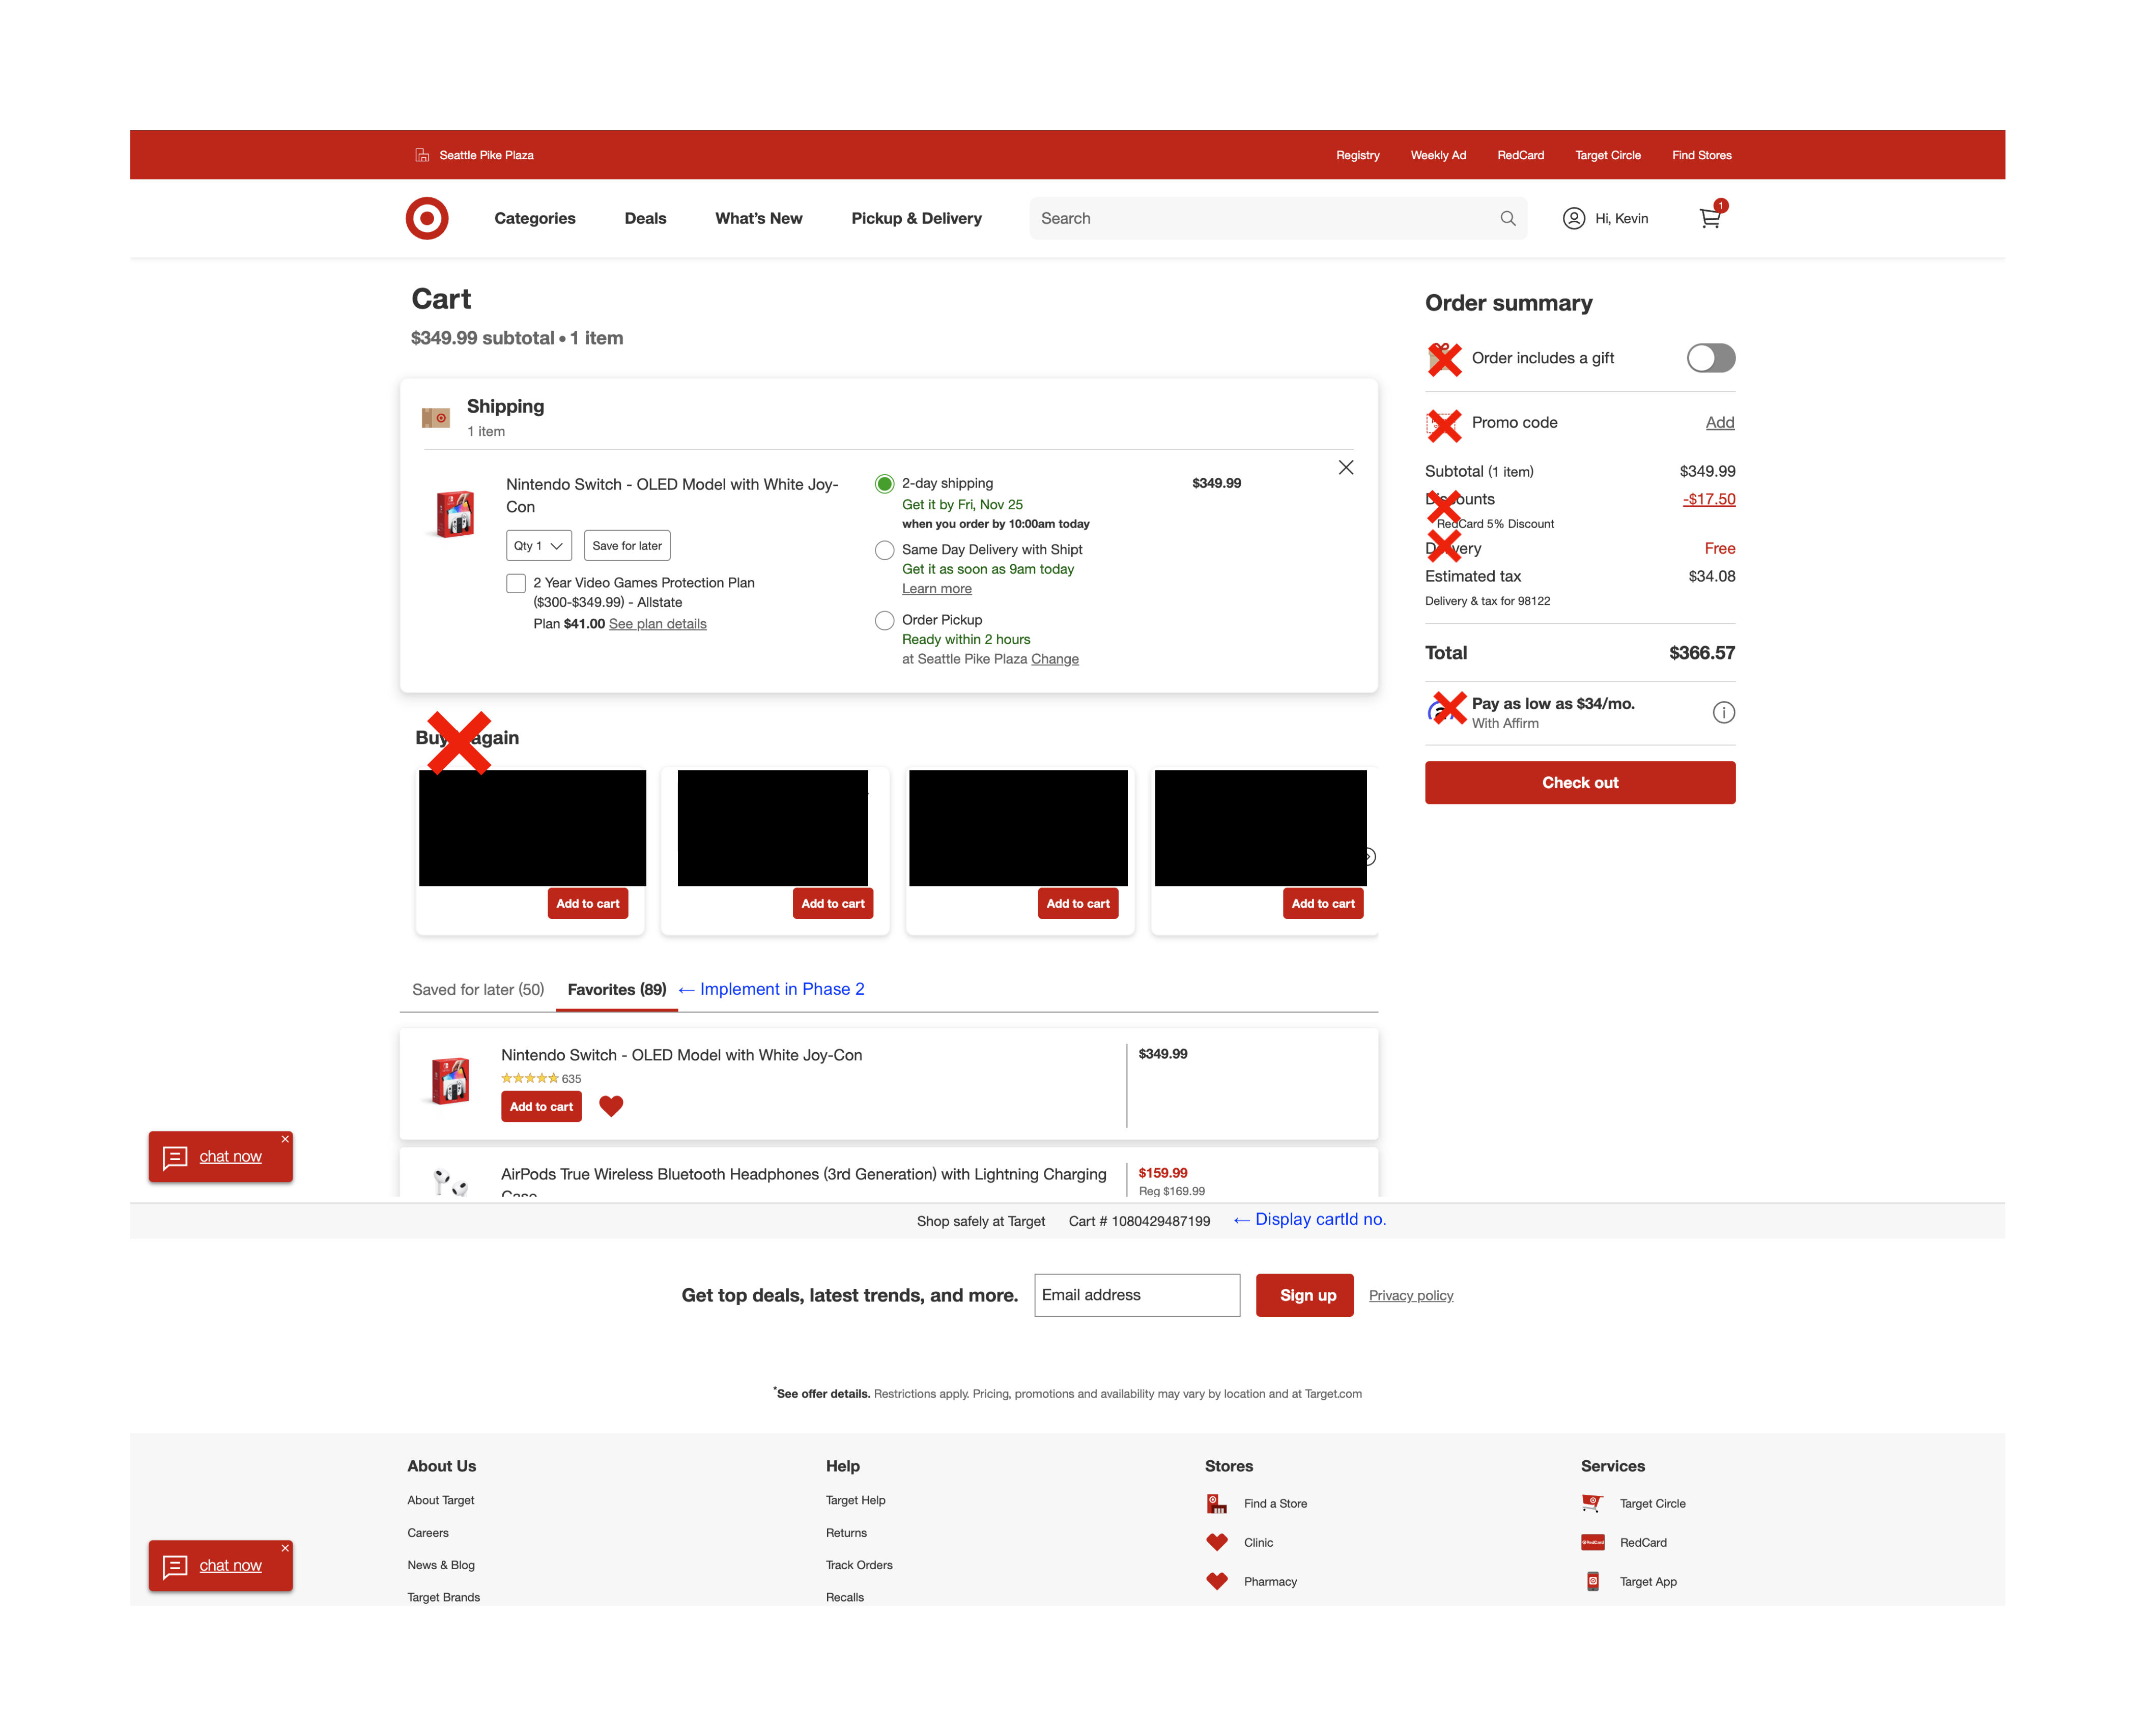 Seattle Pike Plaza
Registry Weekly Ad RedCard Target Circle Find Stores
Categories Deals What's New Pickup & Delivery Search Hi, Kevin 1
Cart
$349.99 subtotal • 1 item
Shipping
1 item
Nintendo Switch - OLED Model with White Joy-
Con
Qty 1 Save for later
2 Year Video Games Protection Plan
($300-$349.99) - Allstate
Plan $41.00 See plan details
2-day shipping
Get it by Fri, Nov 25
when you order by 10:00am today
Same Day Delivery with Shipt
Get it as soon as 9am today
Learn more
Order Pickup
Ready within 2 hours
at Seattle Pike Plaza Change
$349.99
Order summary
Order includes a gift
Promo code Add
Subtotal (1 item) $349.99
Discounts -$17.50
RedCard 5% Discount
Delivery Free
Estimated tax $34.08
Delivery & tax for 98122
Total $366.57
Pay as low as $34/mo.
With Affirm
Check out
Buy again
Add to cart Add to cart Add to cart Add to cart
Saved for later (50) Favorites (89) ← Implement in Phase 2
Nintendo Switch - OLED Model with White Joy-Con
635
Add to cart
$349.99
AirPods True Wireless Bluetooth Headphones (3rd Generation) with Lightning Charging
Case
$159.99
Reg $169.99
chat now
Shop safely at Target Cart # 1080429487199 ← Display cartId no.
Get top deals, latest trends, and more. Email address Sign up Privacy policy
*See offer details. Restrictions apply. Pricing, promotions and availability may vary by location and at Target.com
About Us
About Target
Careers
News & Blog
Target Brands
Help
Target Help
Returns
Track Orders
Recalls
Stores
Find a Store
Clinic
Pharmacy
Services
Target Circle
RedCard
Target App
chat now